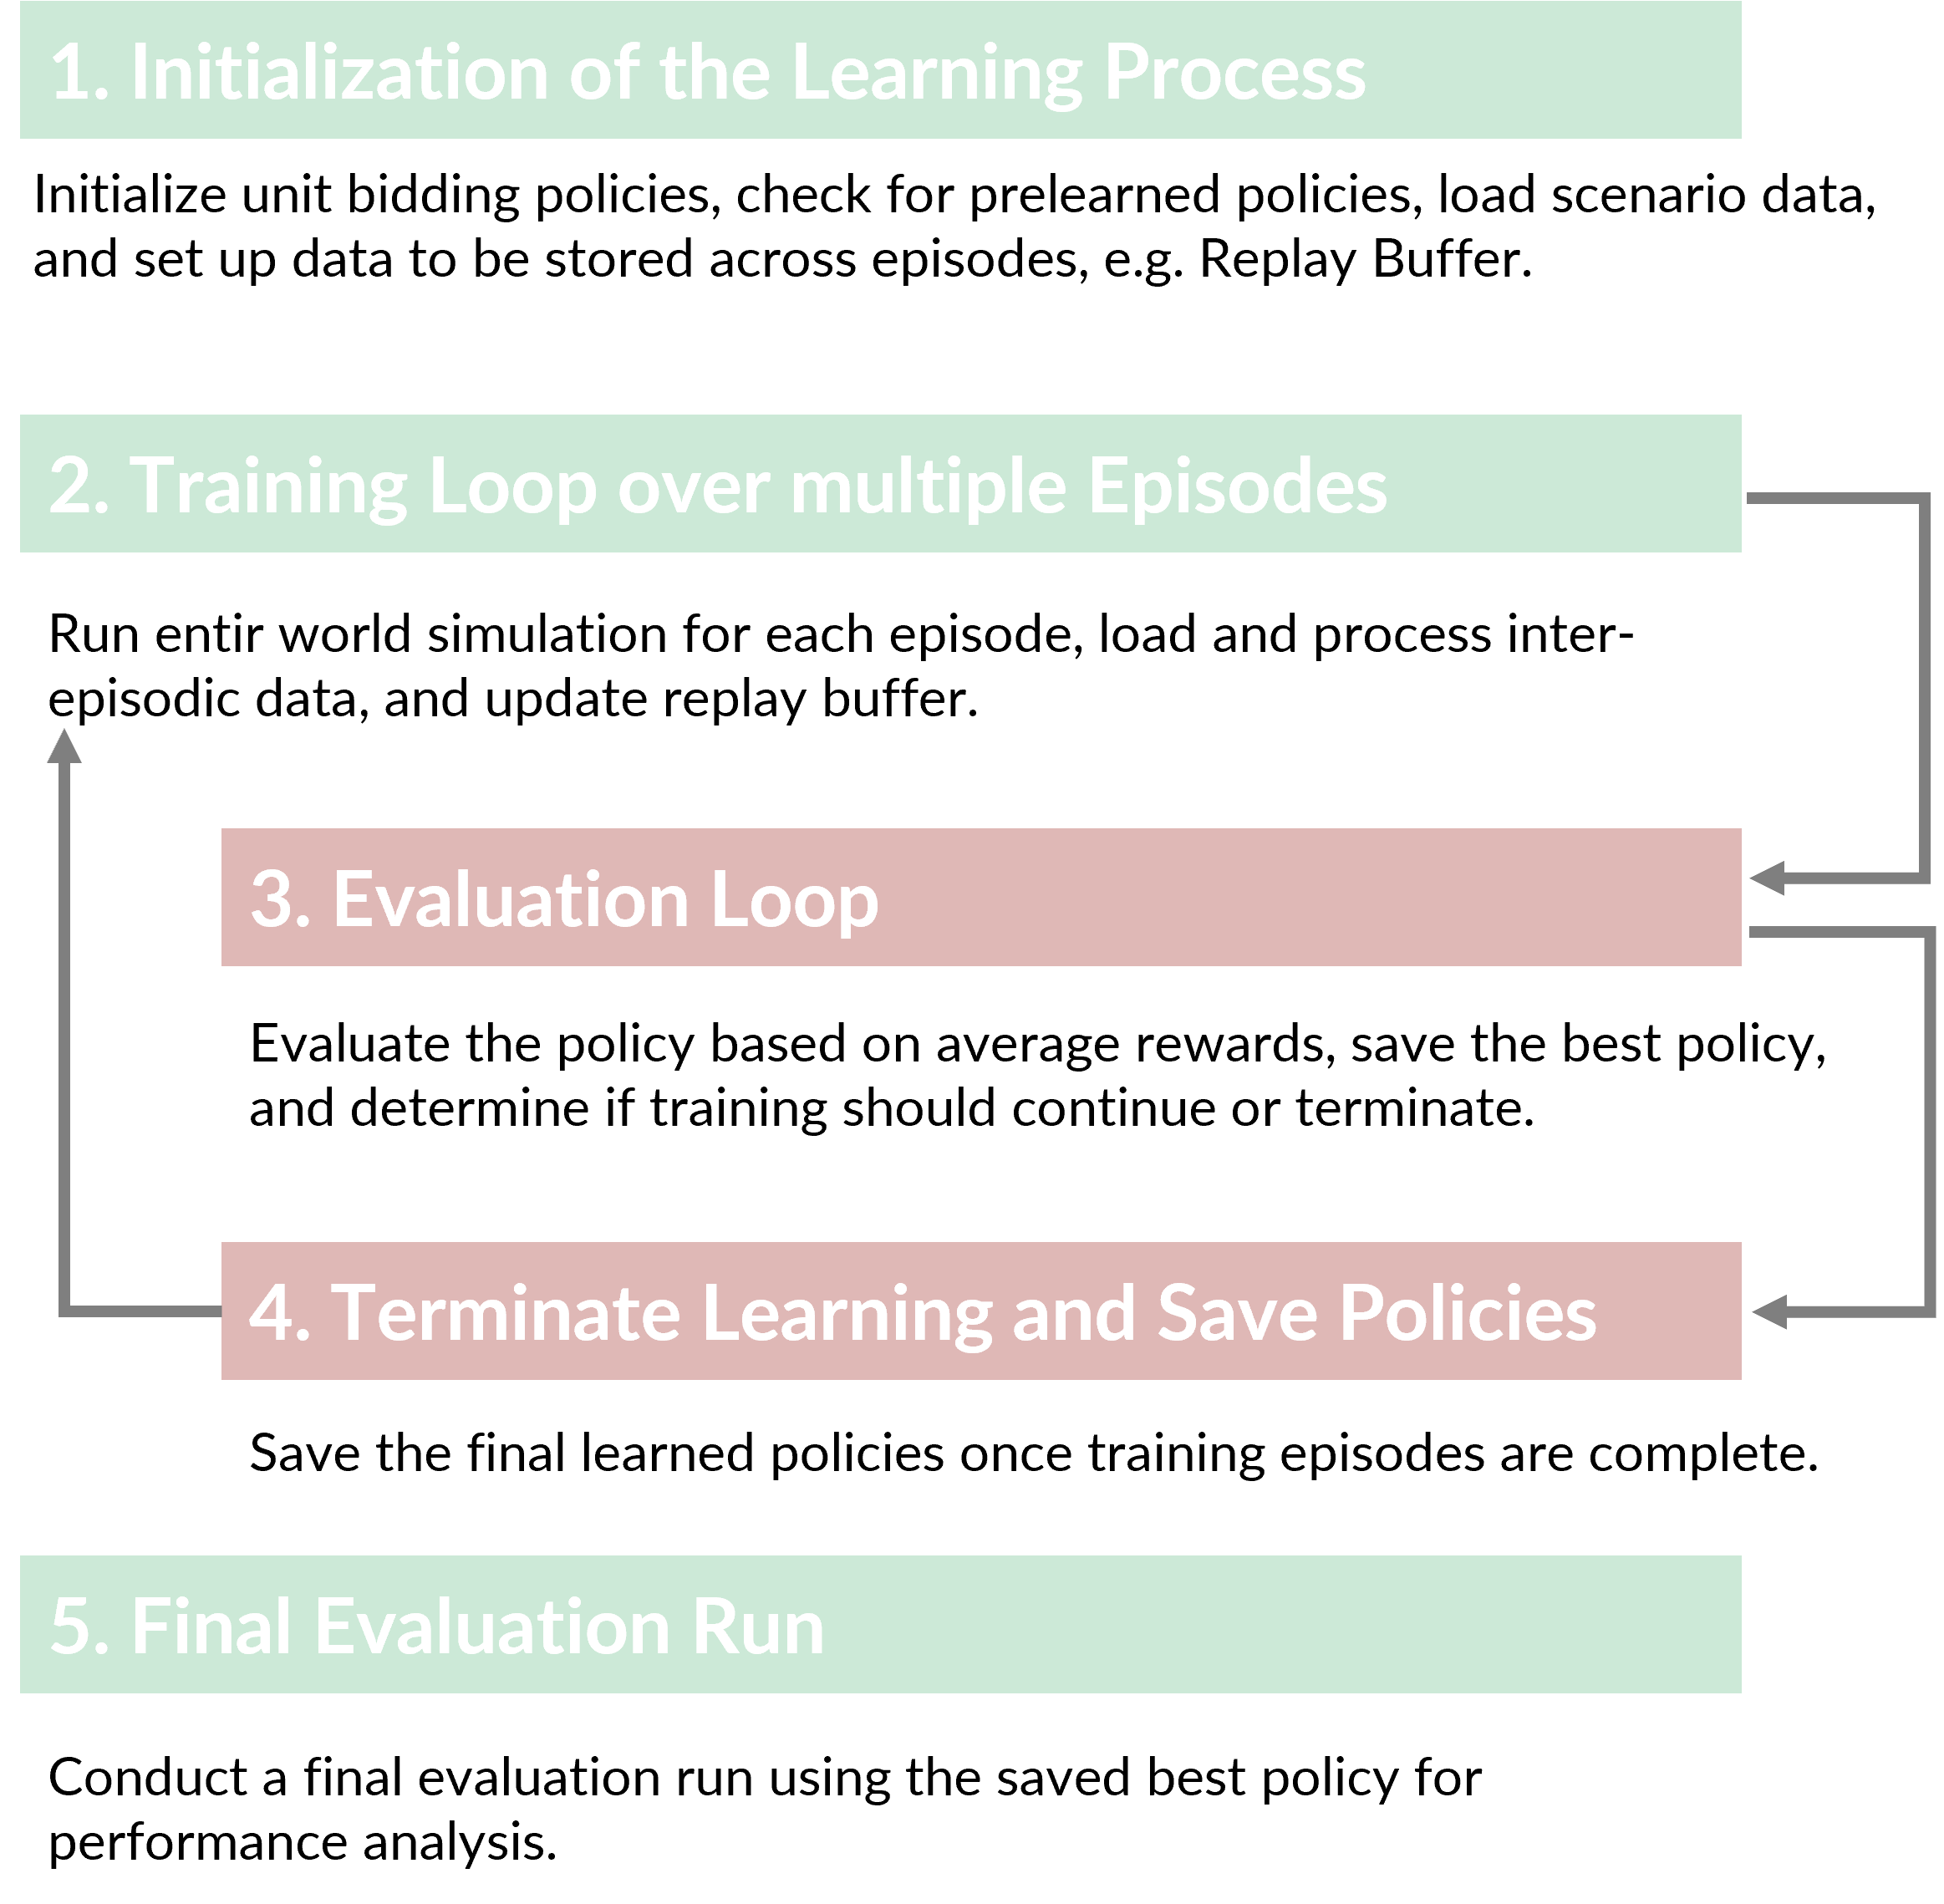 1. Initialization of the Learning Process
Initialize unit bidding policies, check for prelearned policies, load scenario data,
and set up data to be stored across episodes, e.g. Replay Buffer.
2. Training Loop over multiple Episodes
Run entir world simulation for each episode, load and process inter-
episodic data, and update replay buffer.
3. Evaluation Loop
Evaluate the policy based on average rewards, save the best policy,
and determine if training should continue or terminate.
4. Terminate Learning and Save Policies
Save the final learned policies once training episodes are complete.
5. Final Evaluation Run
Conduct a final evaluation run using the saved best policy for
performance analysis.